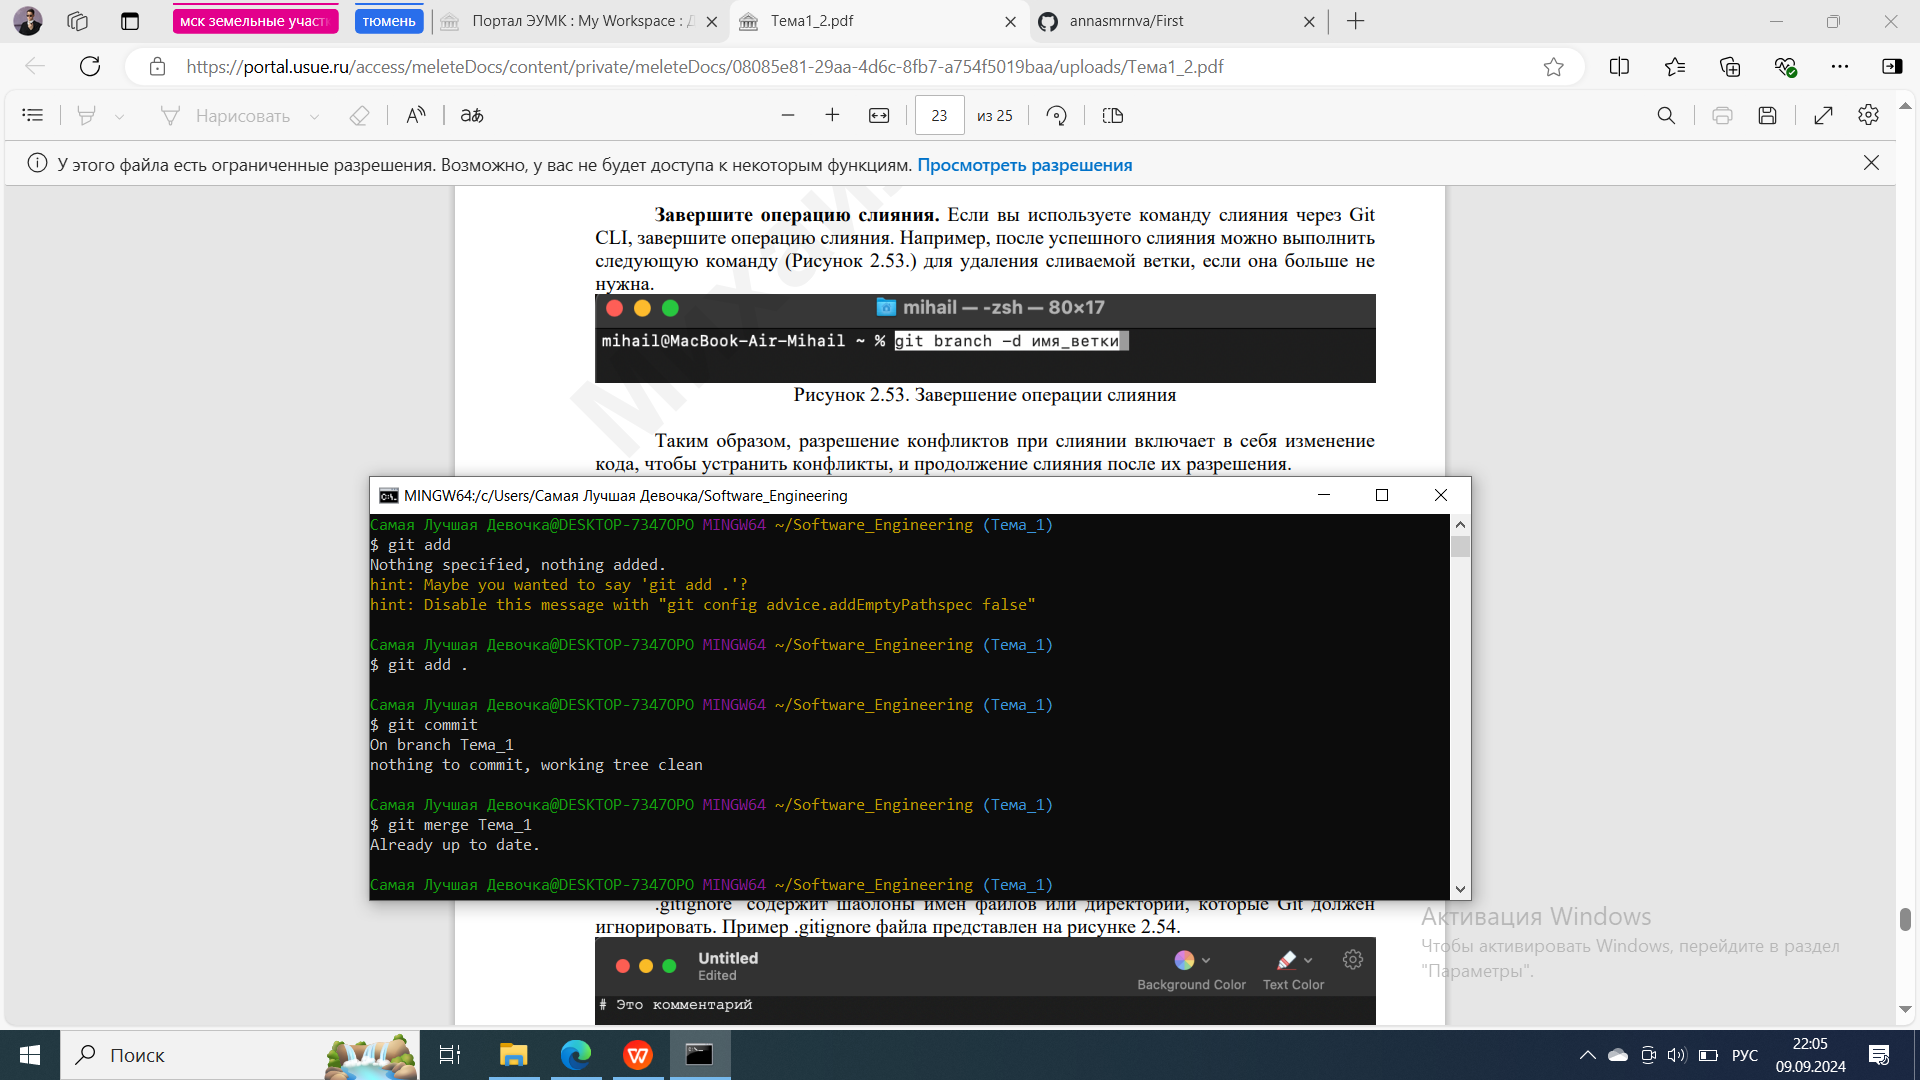 мск земельные участ
тюмень
Портал ЭУМК : My Workspace : Д
Тема1_2.pdf
annasmrnva/First
https://portal.usue.ru/access/meleteDocs/content/private/meleteDocs/08085e81-29aa-4d6c-8fb7-a754f5019baa/uploads/Тема1_2.pdf
Нарисовать
аあ
23 из 25
У этого файла есть ограниченные разрешения. Возможно, у вас не будет доступа к некоторым функциям. Просмотреть разрешения
Завершите операцию слияния. Если вы используете команду слияния через Git
CLI, завершите операцию слияния. Например, после успешного слияния можно выполнить
следующую команду (Рисунок 2.53.) для удаления сливаемой ветки, если она больше не
нужна.
mihail — -zsh — 80×17
mihail@MacBook-Air-Mihail ~ % git branch -d имя_ветки
Рисунок 2.53. Завершение операции слияния
Таким образом, разрешение конфликтов при слиянии включает в себя изменение
кода, чтобы устранить конфликты, и продолжение слияния после их разрешения.
MINGW64:/c/Users/Самая Лучшая Девочка/Software_Engineering
Самая Лучшая Девочка@DESKTOP-7347OPO MINGW64 ~/Software_Engineering (Тема_1)
$ git add
Nothing specified, nothing added.
hint: Maybe you wanted to say 'git add .'?
hint: Disable this message with "git config advice.addEmptyPathspec false"
Самая Лучшая Девочка@DESKTOP-7347OPO MINGW64 ~/Software_Engineering (Тема_1)
$ git add .
Самая Лучшая Девочка@DESKTOP-7347OPO MINGW64 ~/Software_Engineering (Тема_1)
$ git commit
On branch Тема_1
nothing to commit, working tree clean
Самая Лучшая Девочка@DESKTOP-7347OPO MINGW64 ~/Software_Engineering (Тема_1)
$ git merge Тема_1
Already up to date.
Самая Лучшая Девочка@DESKTOP-7347OPO MINGW64 ~/Software_Engineering (Тема_1)
.gitignore содержит шаблоны имен файлов или директорий, которые Git должен
игнорировать. Пример .gitignore файла представлен на рисунке 2.54.
Untitled
Edited
Background Color
Text Color
# Это комментарий
Активация Windows
Чтобы активировать Windows, перейдите в раздел
"Параметры".
Поиск
РУС
22:05
09.09.2024